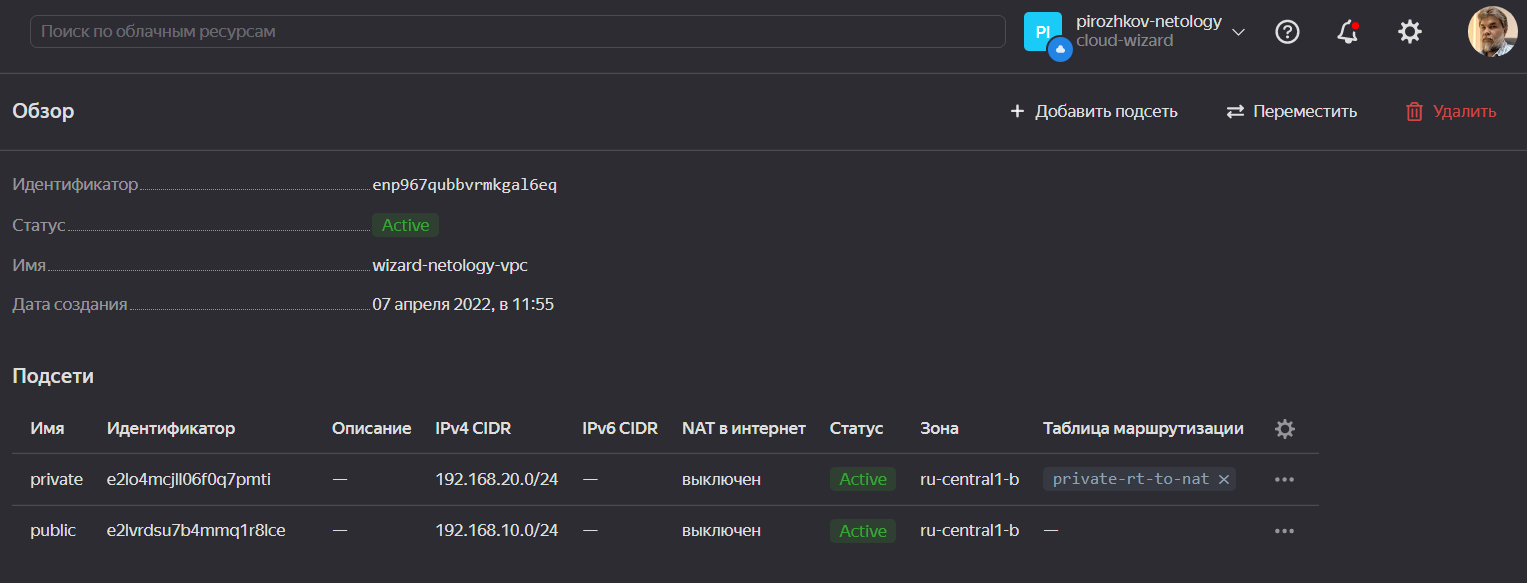 Поиск по облачным ресурсам
PI
pirozhkov-netology
cloud-wizard
Обзор
Добавить подсеть
Переместить
Удалить
Идентификатор enp967qubbvrmkgal6eq
Статус Active
Имя wizard-netology-vpc
Дата создания 07 апреля 2022, в 11:55
Подсети
Имя Идентификатор Описание IPv4 CIDR IPv6 CIDR NAT в интернет Статус Зона Таблица маршрутизации
private e2lo4mcjll06f0q7pmti — 192.168.20.0/24 — выключен Active ru-central1-b private-rt-to-nat ×
public e2lvrdsu7b4mmq1r8lce — 192.168.10.0/24 — выключен Active ru-central1-b —